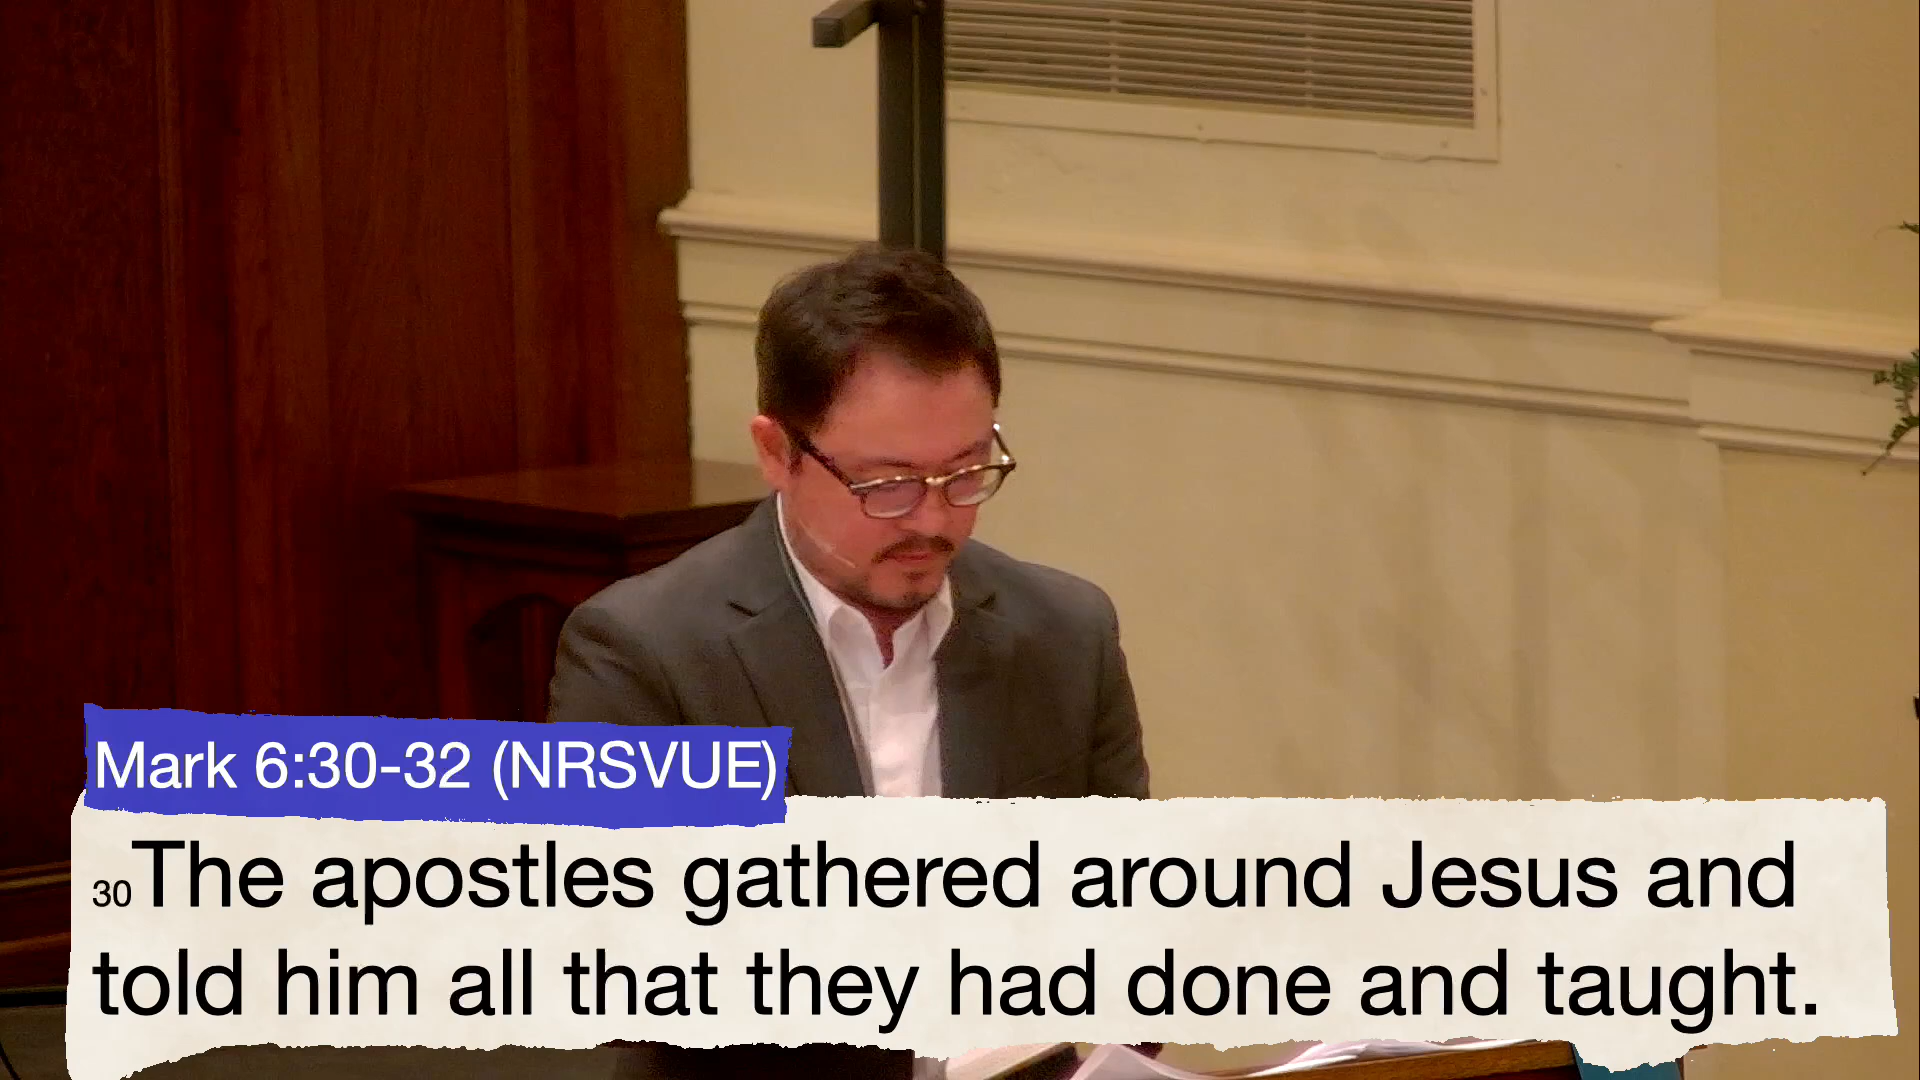 Mark 6:30-32 (NRSVUE)
30The apostles gathered around Jesus and
told him all that they had done and taught.